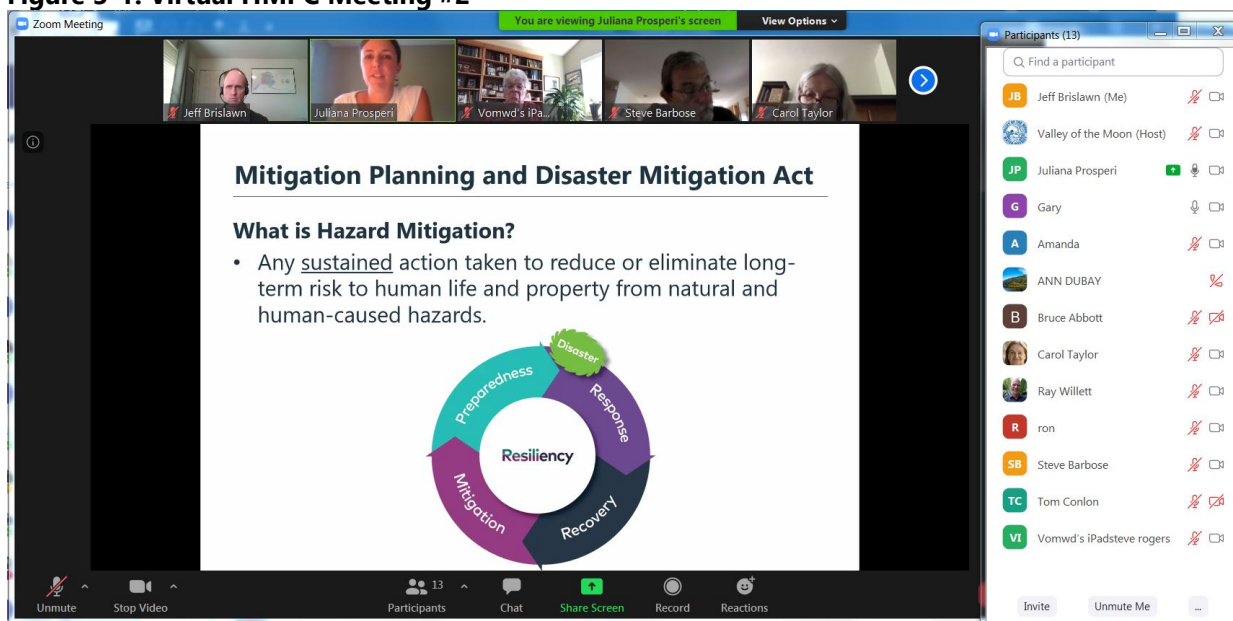 Figure 3-1: Virtual HMPC Meeting #2
Zoom Meeting
You are viewing Juliana Prosperi's screen
View Options
Participants (13)
Find a participant
Jeff Brislawn
Juliana Prosperi
Vomwd's iPa...
Steve Barbose
Carol Taylor
Mitigation Planning and Disaster Mitigation Act
What is Hazard Mitigation?
• Any sustained action taken to reduce or eliminate long-
term risk to human life and property from natural and
human-caused hazards.
Disaster
Preparedness
Response
Resiliency
Mitigation
Recovery
JB Jeff Brislawn (Me)
Valley of the Moon (Host)
JP Juliana Prosperi
G Gary
A Amanda
ANN DUBAY
B Bruce Abbott
Carol Taylor
Ray Willett
R ron
SB Steve Barbose
TC Tom Conlon
VI Vomwd's iPadsteve rogers
Unmute
Stop Video
Participants
13
Chat
Share Screen
Record
Reactions
Invite
Unmute Me
...